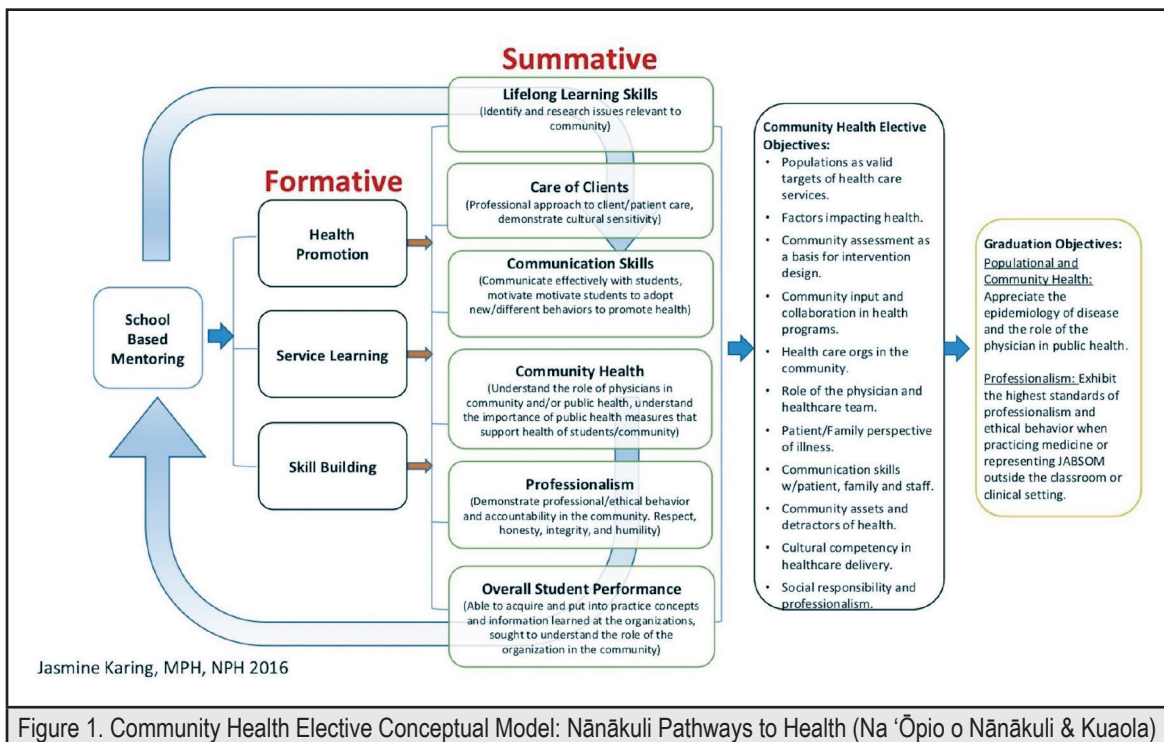 Summative
Lifelong Learning Skills
(Identify and research issues relevant to
community)
Formative
Care of Clients
(Professional approach to client/patient care,
demonstrate cultural sensitivity)
Health
Promotion
Communication Skills
(Communicate effectively with students,
motivate motivate students to adopt
new/different behaviors to promote health)
School
Based
Mentoring
Service Learning
Community Health
(Understand the role of physicians in
community and/or public health, understand
the importance of public health measures that
support health of students/community)
Skill Building
Professionalism
(Demonstrate professional/ethical behavior
and accountability in the community. Respect,
honesty, integrity, and humility)
Overall Student Performance
(Able to acquire and put into practice concepts
and information learned at the organizations,
sought to understand the role of the
organization in the community)
Community Health Elective
Objectives:
• Populations as valid
targets of health care
services.
• Factors impacting health.
• Community assessment as
a basis for intervention
design.
• Community input and
collaboration in health
programs.
• Health care orgs in the
community.
• Role of the physician and
healthcare team.
• Patient/Family perspective
of illness.
• Communication skills
w/patient, family and staff.
• Community assets and
detractors of health.
• Cultural competency in
healthcare delivery.
• Social responsibility and
professionalism.
Graduation Objectives:
Populational and
Community Health:
Appreciate the
epidemiology of disease
and the role of the
physician in public health.
Professionalism: Exhibit
the highest standards of
professionalism and
ethical behavior when
practicing medicine or
representing JABSOM
outside the classroom or
clinical setting.
Jasmine Karing, MPH, NPH 2016
Figure 1. Community Health Elective Conceptual Model: Nānākuli Pathways to Health (Na ʻŌpio o Nānākuli & Kuaola)